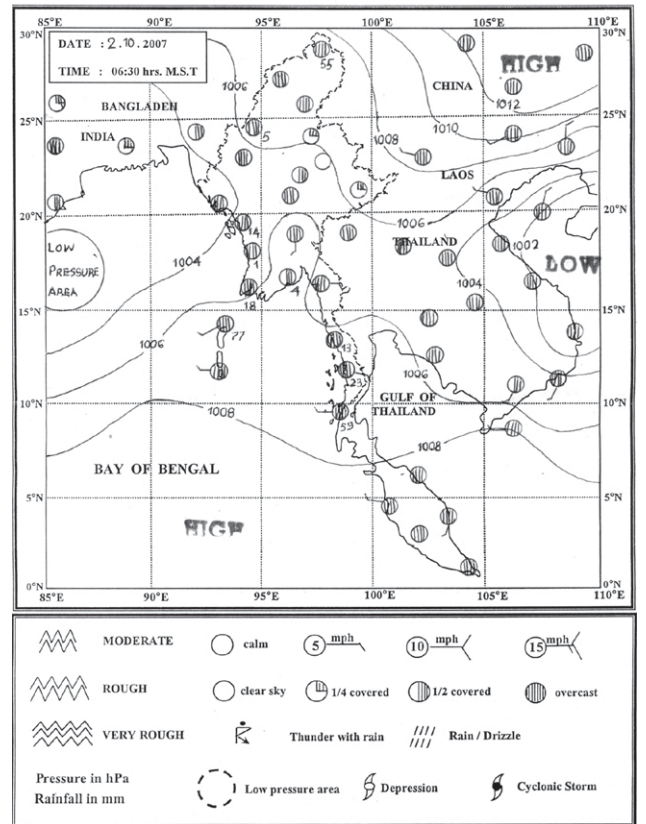 85°E 90°E 95°E 100°E 105°E 110°E
30°N 30°N
DATE : 2.10.2007
TIME : 06:30 hrs. M.S.T
55
HIGH
CHINA
1006
1012
BANGLADEH
25°N 25°N
INDIA
5
1008
1010
LAOS
20°N 20°N
1006
14
THAILAND
1002
LOW
PRESSURE
AREA
1004
1
LOW
4
1004
18
15°N 15°N
77
1006
13
1006
23
10°N 10°N
1008
59
GULF OF
THAILAND
1008
BAY OF BENGAL
5°N 5°N
HIGH
0°N 0°N
85°E 90°E 95°E 100°E 105°E 110°E
MODERATE calm 5 mph 10 mph 15 mph
ROUGH clear sky 1/4 covered 1/2 covered overcast
VERY ROUGH Thunder with rain Rain / Drizzle
Pressure in hPa
Rainfall in mm
Low pressure area Depression Cyclonic Storm